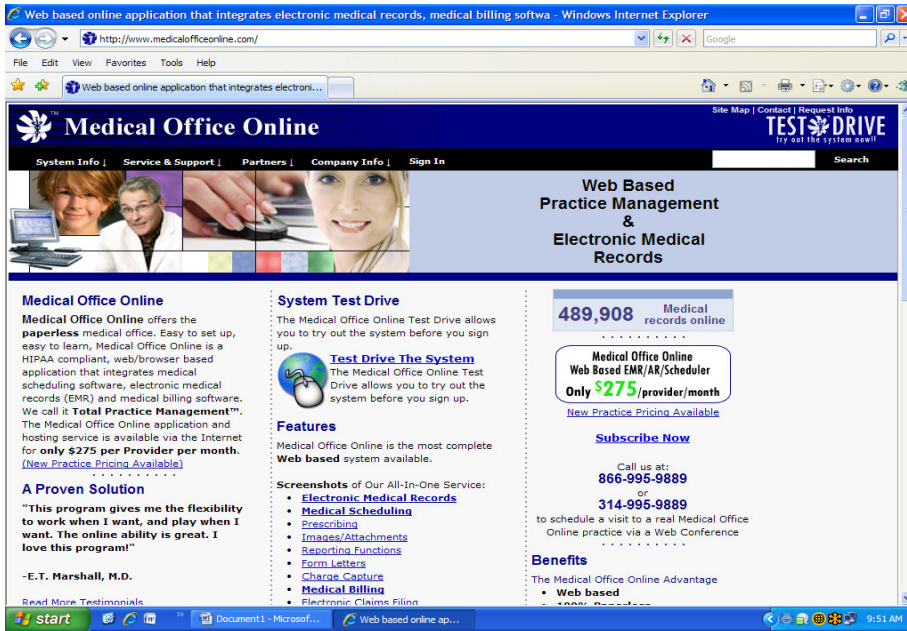 Web based online application that integrates electronic medical records, medical billing softwa - Windows Internet Explorer
http://www.medicalofficeonline.com/
Google
File Edit View Favorites Tools Help
Web based online application that integrates electroni...
Site Map | Contact | Request Info
Medical Office Online
TM
TEST DRIVE
try out the system now!!
System Info ↓ Service & Support ↓ Partners ↓ Company Info ↓ Sign In
Search
Web Based
Practice Management
&
Electronic Medical
Records
Medical Office Online
Medical Office Online offers the
paperless medical office. Easy to set up,
easy to learn, Medical Office Online is a
HIPAA compliant, web/browser based
application that integrates medical
scheduling software, electronic medical
records (EMR) and medical billing software.
We call it Total Practice Management™.
The Medical Office Online application and
hosting service is available via the Internet
for only $275 per Provider per month.
(New Practice Pricing Available)
A Proven Solution
"This program gives me the flexibility
to work when I want, and play when I
want. The online ability is great. I
love this program!"
-E.T. Marshall, M.D.
Read More Testimonials
System Test Drive
The Medical Office Online Test Drive allows
you to try out the system before you sign
up.
Test Drive The System
The Medical Office Online Test
Drive allows you to try out the
system before you sign up.
Features
Medical Office Online is the most complete
Web based system available.
Screenshots of Our All-In-One Service:
• Electronic Medical Records
• Medical Scheduling
• Prescribing
• Images/Attachments
• Reporting Functions
• Form Letters
• Charge Capture
• Medical Billing
• Electronic Claims Filing
489,908 Medical
records online
Medical Office Online
Web Based EMR/AR/Scheduler
Only $275/provider/month
New Practice Pricing Available
Subscribe Now
Call us at:
866-995-9889
or
314-995-9889
to schedule a visit to a real Medical Office
Online practice via a Web Conference
Benefits
The Medical Office Online Advantage
• Web based
• 100% Paperless
start
Document1 - Microsof...
Web based online ap...
9:51 AM